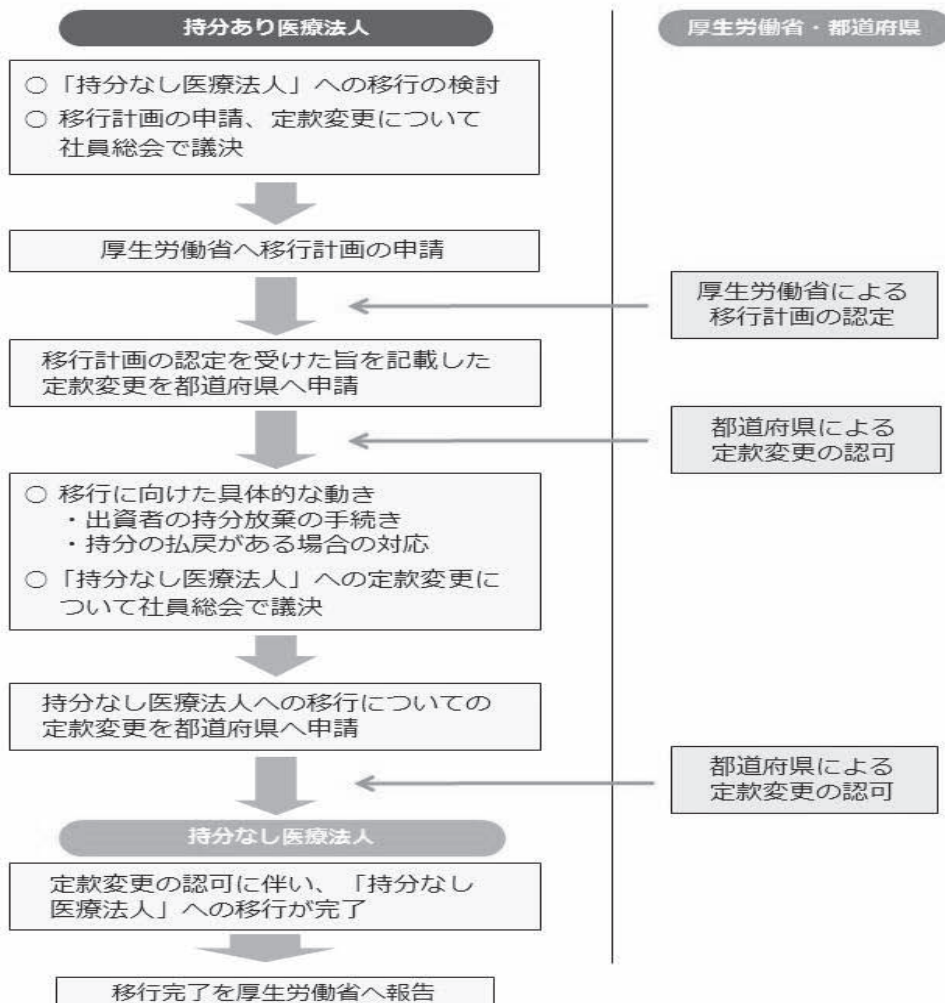 持分あり医療法人
厚生労働省・都道府県
○ 「持分なし医療法人」への移行の検討
○ 移行計画の申請、定款変更について
社員総会で議決
厚生労働省へ移行計画の申請
厚生労働省による
移行計画の認定
移行計画の認定を受けた旨を記載した
定款変更を都道府県へ申請
都道府県による
定款変更の認可
○ 移行に向けた具体的な動き
・出資者の持分放棄の手続き
・持分の払戻がある場合の対応
○ 「持分なし医療法人」への定款変更に
ついて社員総会で議決
持分なし医療法人への移行についての
定款変更を都道府県へ申請
都道府県による
定款変更の認可
持分なし医療法人
定款変更の認可に伴い、「持分なし
医療法人」への移行が完了
移行完了を厚生労働省へ報告